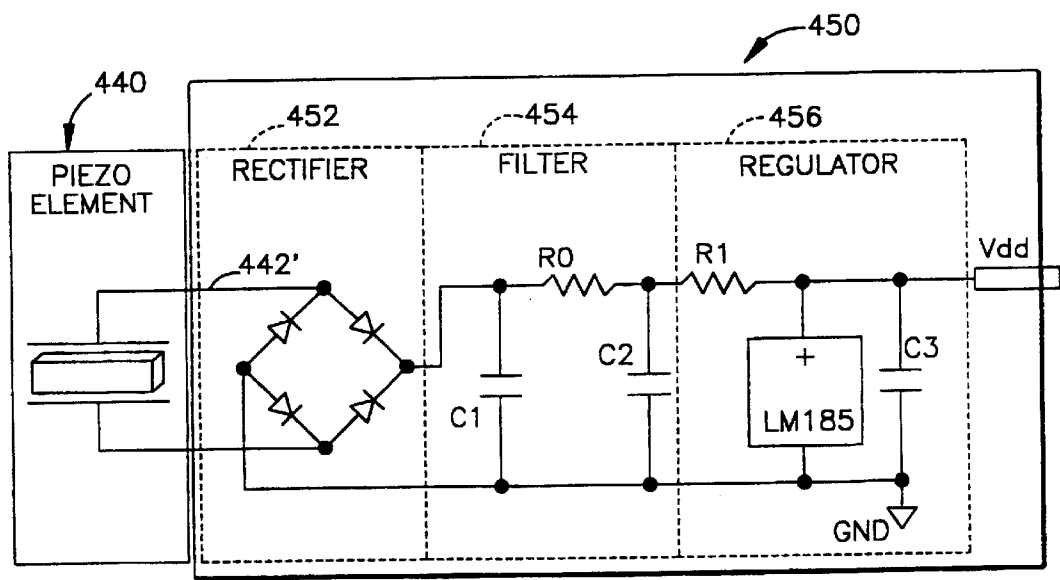 450
440
452
454
456
PIEZO
ELEMENT
RECTIFIER
FILTER
REGULATOR
442'
R0
R1
Vdd
C1
C2
+
LM185
C3
GND